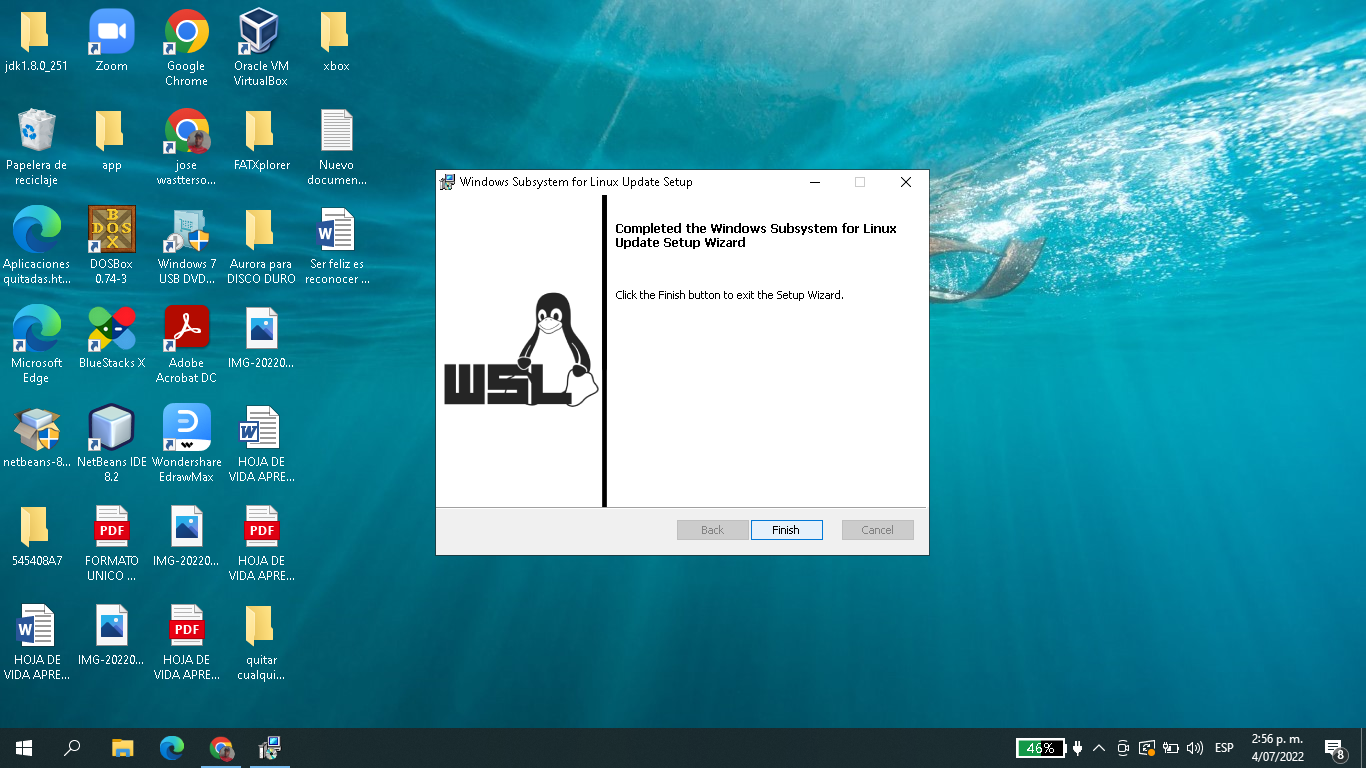 jdk1.8.0_251
Zoom
Google
Chrome
Oracle VM
VirtualBox
xbox
Papelera de
reciclaje
app
jose
wastterso...
FATXplorer
Nuevo
documen...
Aplicaciones
quitadas.ht...
BOX
DOS
DOSBox
0.74-3
Windows 7
USB DVD...
Aurora para
DISCO DURO
Ser feliz es
reconocer ...
Microsoft
Edge
BlueStacks X
Adobe
Acrobat DC
IMG-20220...
netbeans-8...
NetBeans IDE
8.2
Wondershare
EdrawMax
HOJA DE
VIDA APRE...
545408A7
PDF
FORMATO
UNICO ...
IMG-20220...
PDF
HOJA DE
VIDA APRE...
HOJA DE
VIDA APRE...
IMG-20220...
PDF
HOJA DE
VIDA APRE...
quitar
cualqui...
Windows Subsystem for Linux Update Setup
Completed the Windows Subsystem for Linux
Update Setup Wizard
Click the Finish button to exit the Setup Wizard.
WSL
Back
Finish
Cancel
46%
ESP
2:56 p. m.
4/07/2022
8